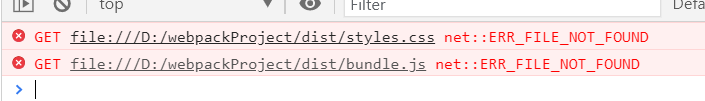 top Filter Defa
GET file:///D:/webpackProject/dist/styles.css net::ERR_FILE_NOT_FOUND
GET file:///D:/webpackProject/dist/bundle.js net::ERR_FILE_NOT_FOUND